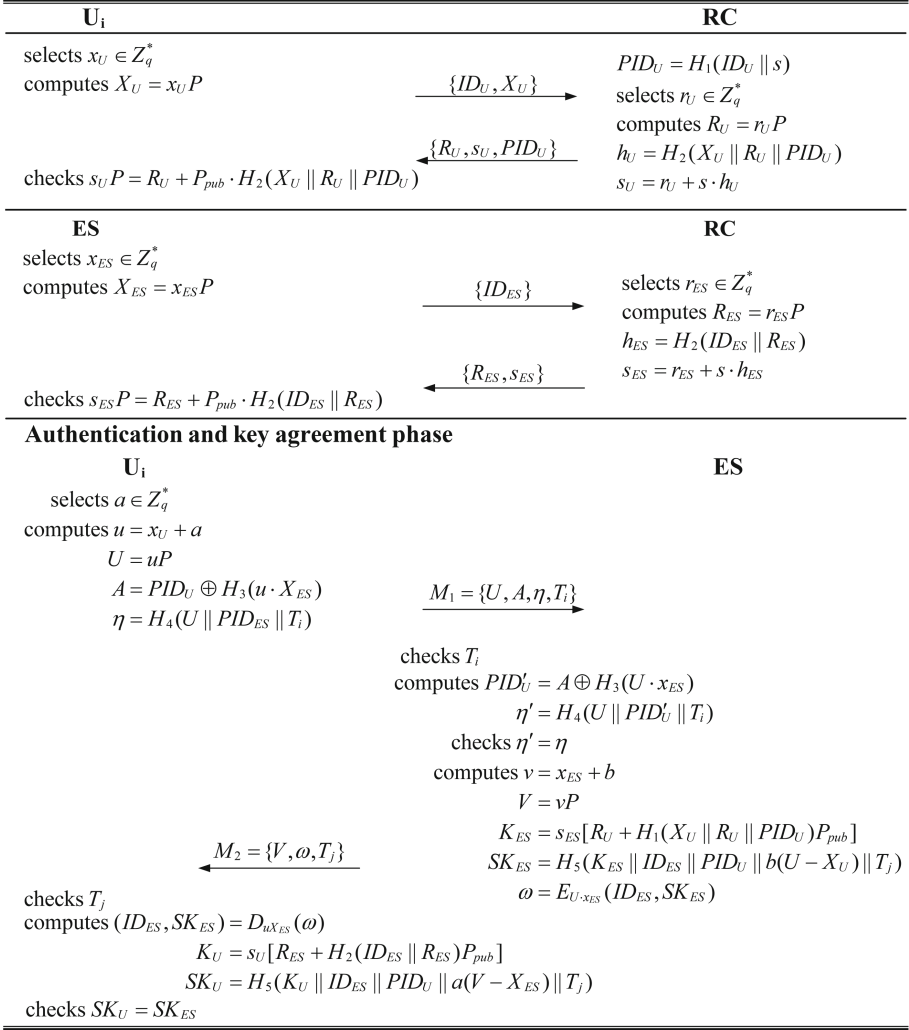 U_i RC
selects x_U ∈ Z_q^*
computes X_U = x_U P
{ID_U, X_U}
PID_U = H_1(ID_U || s)
selects r_U ∈ Z_q^*
computes R_U = r_U P
{R_U, s_U, PID_U}
h_U = H_2(X_U || R_U || PID_U)
checks s_U P = R_U + P_pub · H_2(X_U || R_U || PID_U)
s_U = r_U + s · h_U
ES RC
selects x_ES ∈ Z_q^*
computes X_ES = x_ES P
{ID_ES}
selects r_ES ∈ Z_q^*
computes R_ES = r_ES P
h_ES = H_2(ID_ES || R_ES)
{R_ES, s_ES}
s_ES = r_ES + s · h_ES
checks s_ES P = R_ES + P_pub · H_2(ID_ES || R_ES)
Authentication and key agreement phase
U_i ES
selects a ∈ Z_q^*
computes u = x_U + a
U = uP
A = PID_U ⊕ H_3(u · X_ES)
M_1 = {U, A, η, T_i}
η = H_4(U || PID_ES || T_i)
checks T_i
computes PID'_U = A ⊕ H_3(U · x_ES)
η' = H_4(U || PID'_U || T_i)
checks η' = η
computes v = x_ES + b
V = vP
K_ES = s_ES[R_U + H_1(X_U || R_U || PID_U)P_pub]
M_2 = {V, ω, T_j}
SK_ES = H_5(K_ES || ID_ES || PID_U || b(U − X_U) || T_j)
ω = E_{U·x_ES}(ID_ES, SK_ES)
checks T_j
computes (ID_ES, SK_ES) = D_{uX_ES}(ω)
K_U = s_U[R_ES + H_2(ID_ES || R_ES)P_pub]
SK_U = H_5(K_U || ID_ES || PID_U || a(V − X_ES) || T_j)
checks SK_U = SK_ES